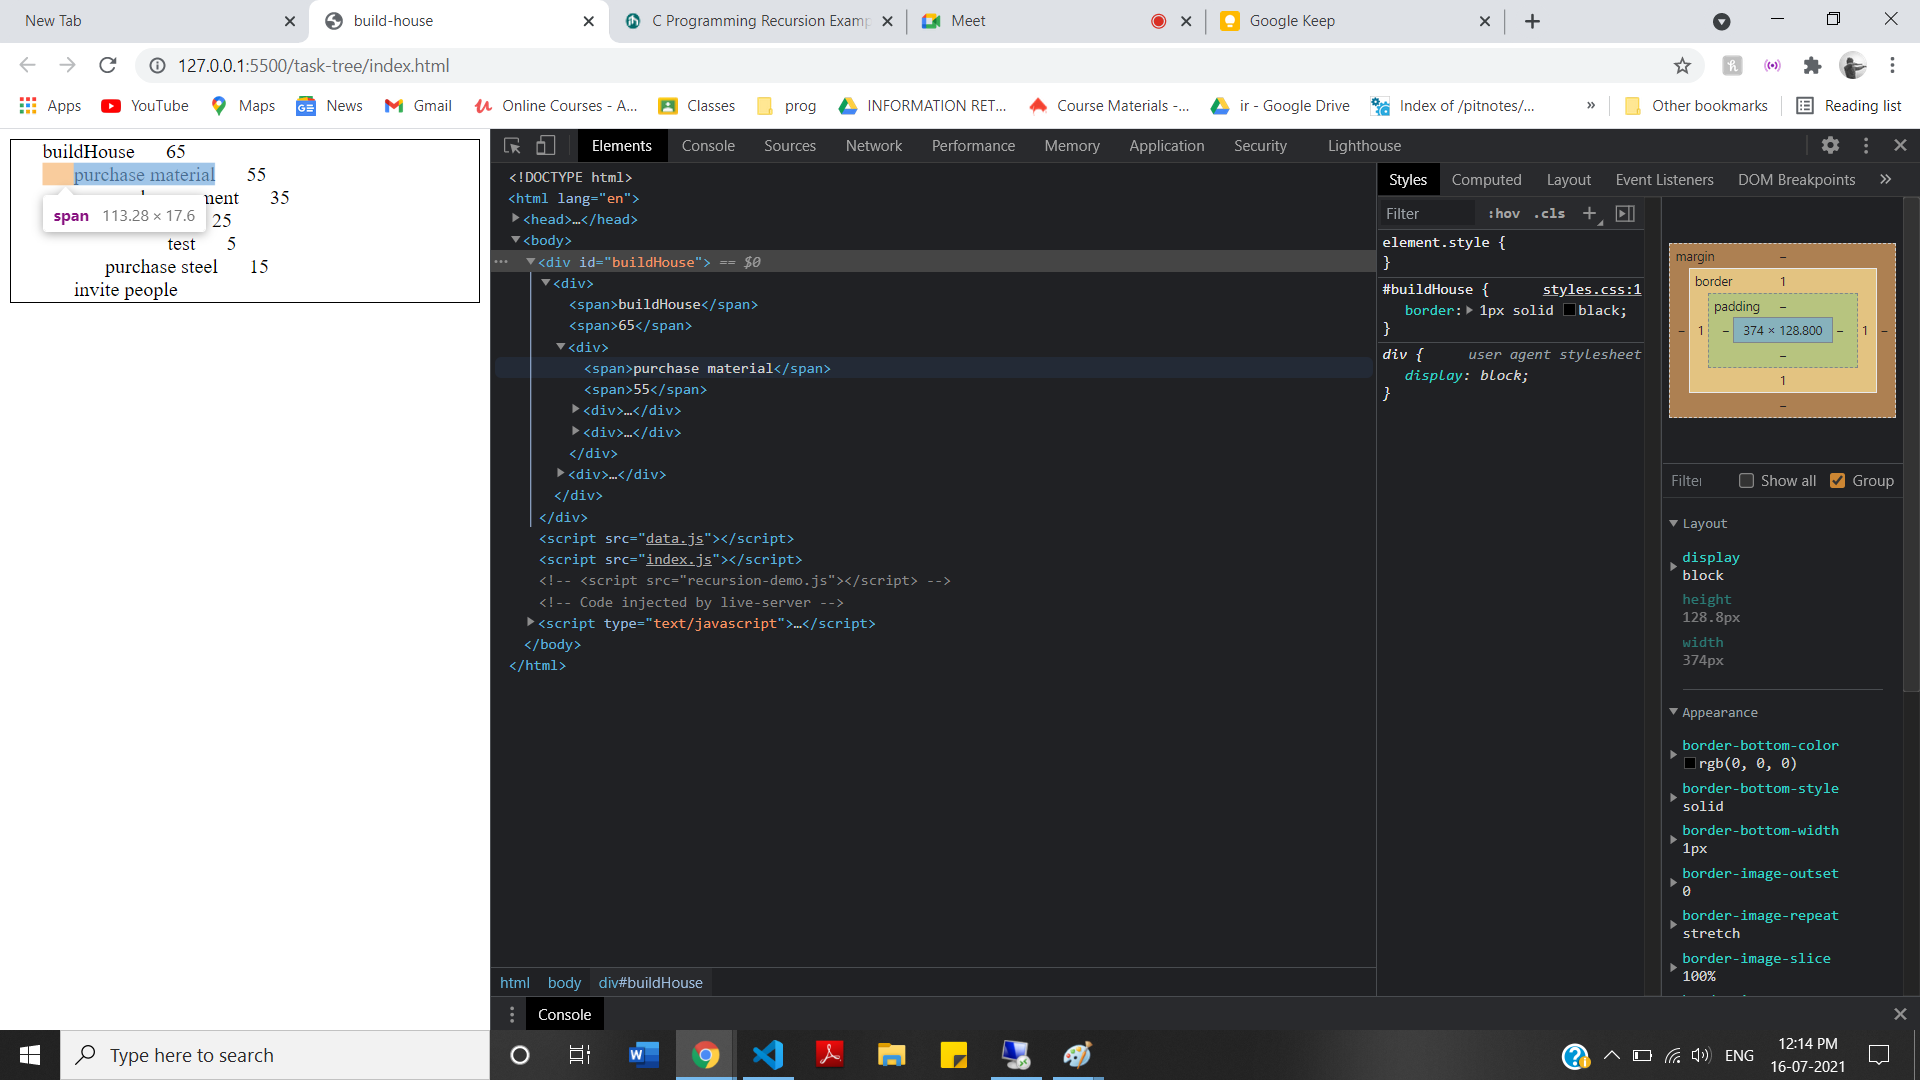 New Tab
build-house
C Programming Recursion Examp
Meet
Google Keep
127.0.0.1:5500/task-tree/index.html
Apps
YouTube
Maps
News
Gmail
Online Courses - A...
Classes
prog
INFORMATION RET...
Course Materials -...
ir - Google Drive
Index of /pitnotes/...
»
Other bookmarks
Reading list
buildHouse 65
purchase material 55
ment 35
25
span 113.28 × 17.6
test 5
purchase steel 15
invite people
Elements
Console
Sources
Network
Performance
Memory
Application
Security
Lighthouse
<!DOCTYPE html>
<html lang="en">
<head>…</head>
<body>
<div id="buildHouse"> == $0
<div>
<span>buildHouse</span>
<span>65</span>
<div>
<span>purchase material</span>
<span>55</span>
<div>…</div>
<div>…</div>
</div>
<div>…</div>
</div>
</div>
<script src="data.js"></script>
<script src="index.js"></script>
<!-- <script src="recursion-demo.js"></script> -->
<!-- Code injected by live-server -->
<script type="text/javascript">…</script>
</body>
</html>
html body div#buildHouse
Console
Styles
Computed
Layout
Event Listeners
DOM Breakpoints
»
Filter
:hov
.cls
+
element.style {
}
#buildHouse { styles.css:1
border: 1px solid black;
}
div { user agent stylesheet
display: block;
}
margin –
border 1
padding –
– 1 – 374 × 128.800 – 1 –
–
1
–
Filter
Show all
Group
Layout
display
block
height
128.8px
width
374px
Appearance
border-bottom-color
rgb(0, 0, 0)
border-bottom-style
solid
border-bottom-width
1px
border-image-outset
0
border-image-repeat
stretch
border-image-slice
100%
Type here to search
ENG
12:14 PM
16-07-2021